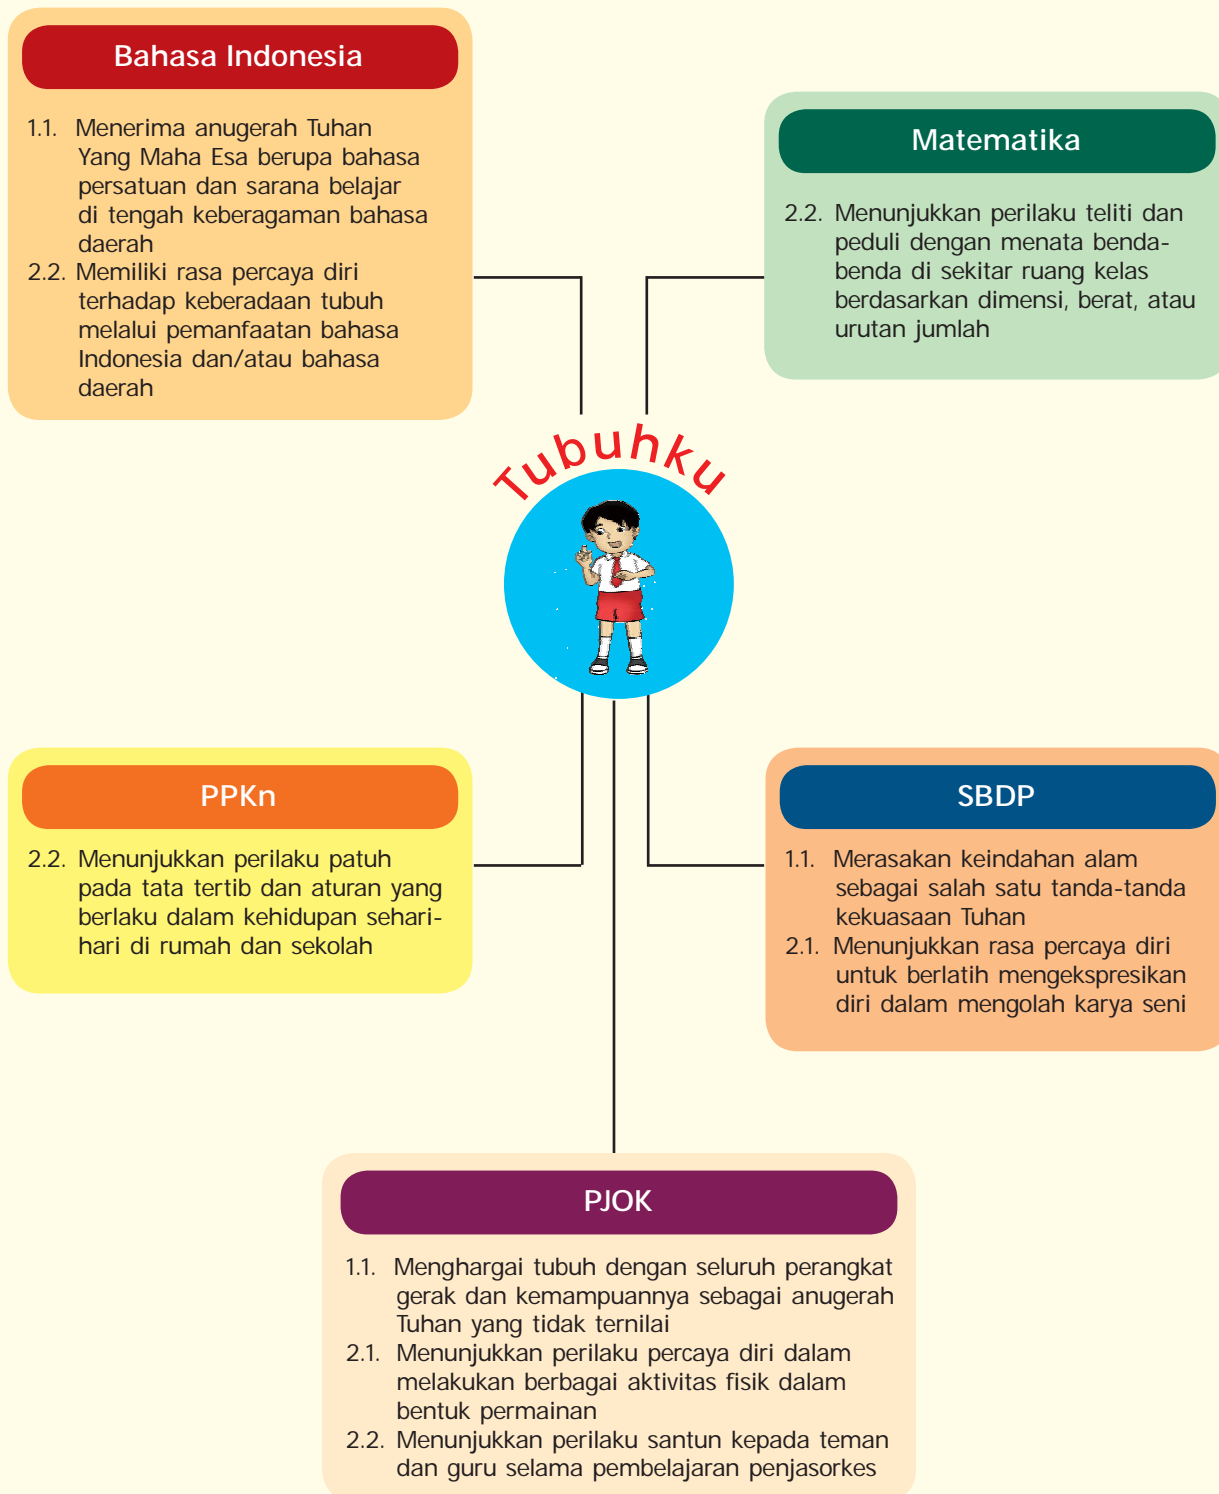 Bahasa Indonesia
1.1. Menerima anugerah Tuhan
Yang Maha Esa berupa bahasa
persatuan dan sarana belajar
di tengah keberagaman bahasa
daerah
2.2. Memiliki rasa percaya diri
terhadap keberadaan tubuh
melalui pemanfaatan bahasa
Indonesia dan/atau bahasa
daerah
Matematika
2.2. Menunjukkan perilaku teliti dan
peduli dengan menata benda-
benda di sekitar ruang kelas
berdasarkan dimensi, berat, atau
urutan jumlah
Tubuhku
PPKn
2.2. Menunjukkan perilaku patuh
pada tata tertib dan aturan yang
berlaku dalam kehidupan sehari-
hari di rumah dan sekolah
SBDP
1.1. Merasakan keindahan alam
sebagai salah satu tanda-tanda
kekuasaan Tuhan
2.1. Menunjukkan rasa percaya diri
untuk berlatih mengekspresikan
diri dalam mengolah karya seni
PJOK
1.1. Menghargai tubuh dengan seluruh perangkat
gerak dan kemampuannya sebagai anugerah
Tuhan yang tidak ternilai
2.1. Menunjukkan perilaku percaya diri dalam
melakukan berbagai aktivitas fisik dalam
bentuk permainan
2.2. Menunjukkan perilaku santun kepada teman
dan guru selama pembelajaran penjasorkes